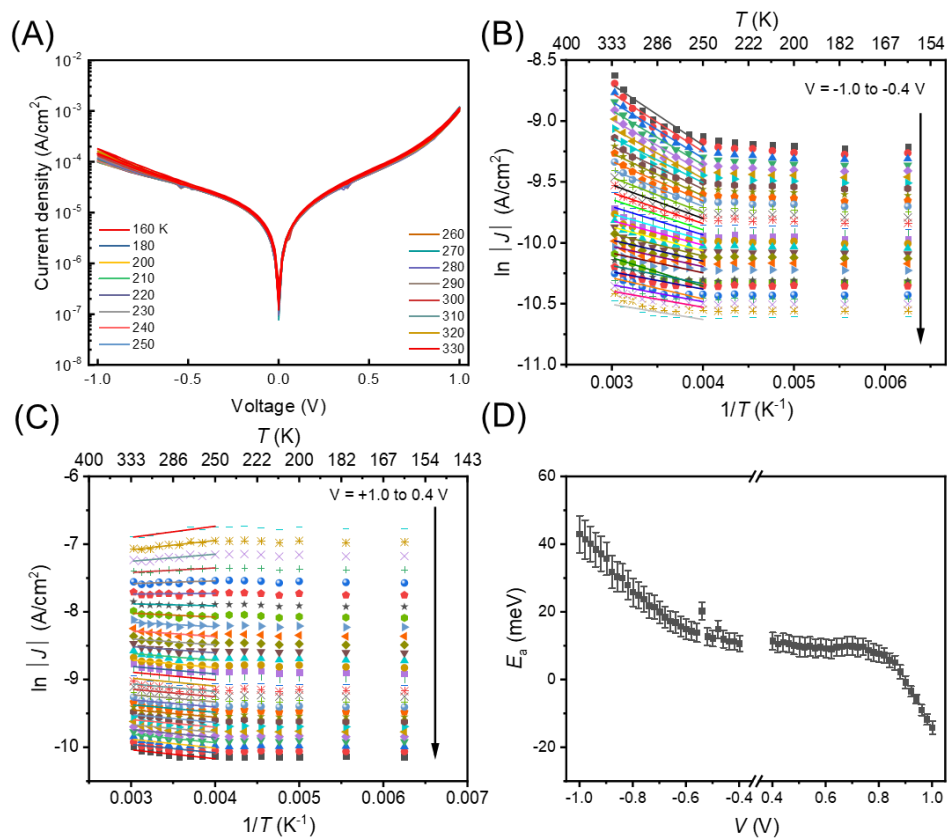 (A)
10⁻²
10⁻³
10⁻⁴
10⁻⁵
10⁻⁶
10⁻⁷
10⁻⁸
Current density (A/cm²)
160 K
180
200
210
220
230
240
250
260
270
280
290
300
310
320
330
-1.0 -0.5 0.0 0.5 1.0
Voltage (V)
(B)
T (K)
400 333 286 250 222 200 182 167 154
-8.5
-9.0
-9.5
-10.0
-10.5
-11.0
ln |J| (A/cm²)
V = -1.0 to -0.4 V
0.003 0.004 0.005 0.006
1/T (K⁻¹)
(C)
T (K)
400 333 286 250 222 200 182 167 154 143
-6
-7
-8
-9
-10
ln |J| (A/cm²)
V = +1.0 to 0.4 V
0.003 0.004 0.005 0.006 0.007
1/T (K⁻¹)
(D)
60
40
20
0
-20
Eₐ (meV)
-1.0 -0.8 -0.6 -0.4 0.4 0.6 0.8 1.0
V (V)